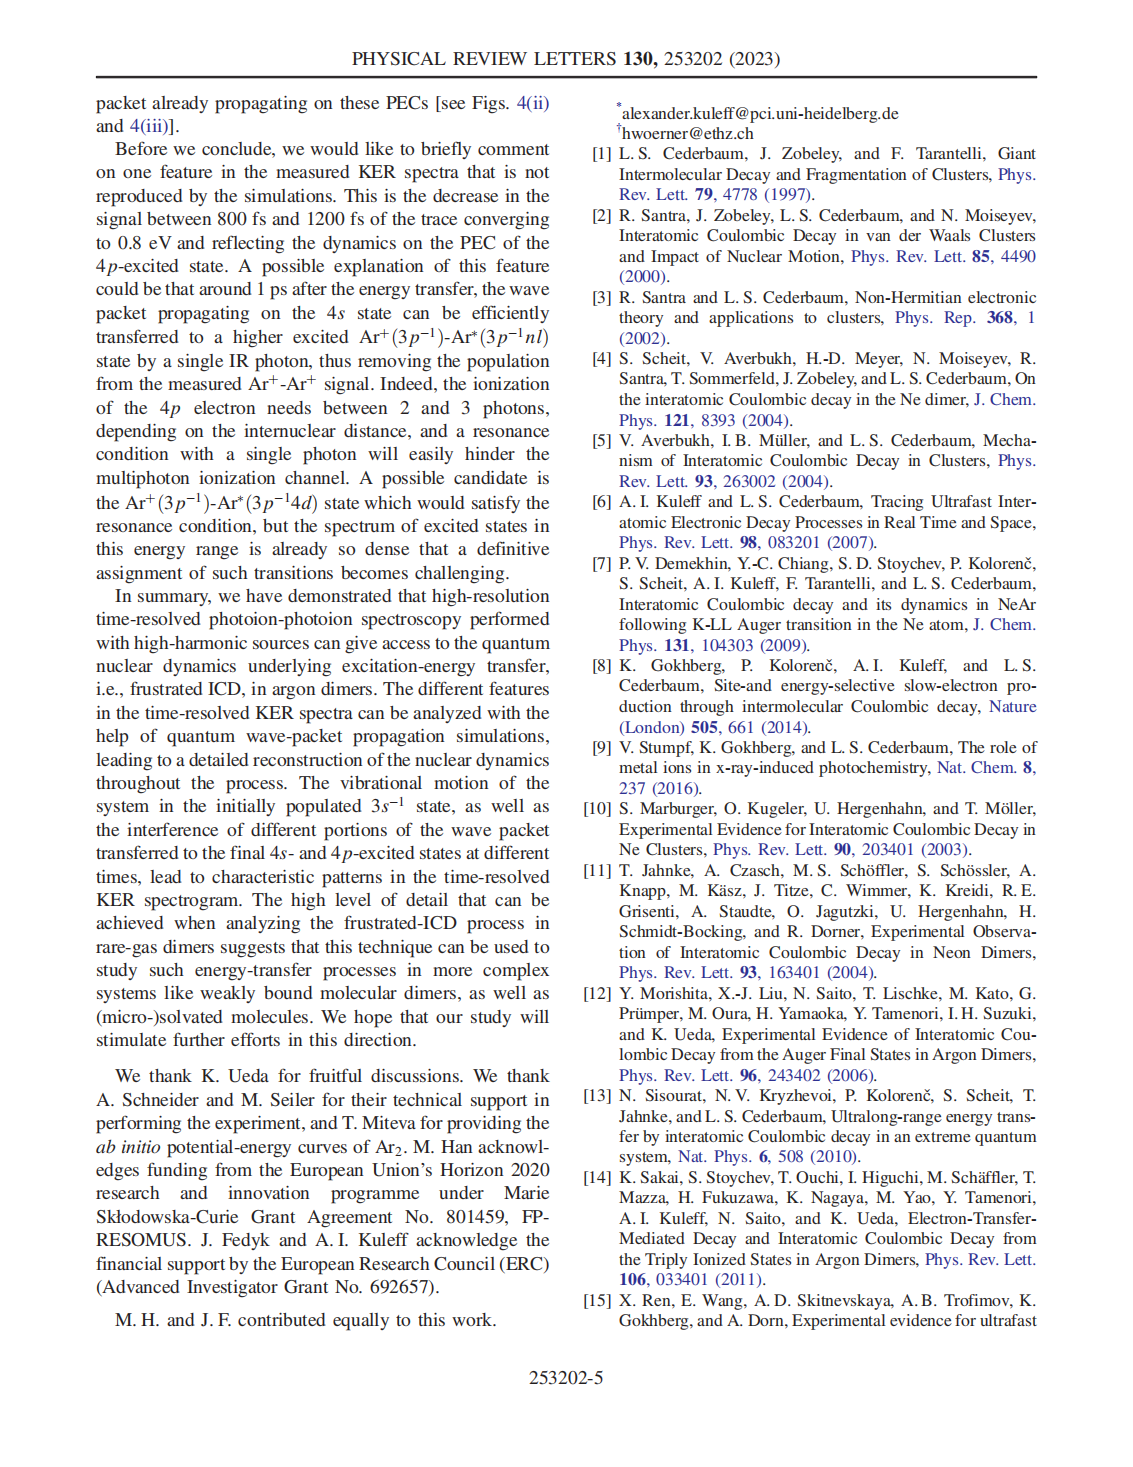 PHYSICAL REVIEW LETTERS 130, 253202 (2023)
packet already propagating on these PECs [see Figs. 4(ii)
and 4(iii)].
Before we conclude, we would like to briefly comment
on one feature in the measured KER spectra that is not
reproduced by the simulations. This is the decrease in the
signal between 800 fs and 1200 fs of the trace converging
to 0.8 eV and reflecting the dynamics on the PEC of the
4p-excited state. A possible explanation of this feature
could be that around 1 ps after the energy transfer, the wave
packet propagating on the 4s state can be efficiently
transferred to a higher excited Ar⁺(3p⁻¹)-Ar*(3p⁻¹nl)
state by a single IR photon, thus removing the population
from the measured Ar⁺-Ar⁺ signal. Indeed, the ionization
of the 4p electron needs between 2 and 3 photons,
depending on the internuclear distance, and a resonance
condition with a single photon will easily hinder the
multiphoton ionization channel. A possible candidate is
the Ar⁺(3p⁻¹)-Ar*(3p⁻¹4d) state which would satisfy the
resonance condition, but the spectrum of excited states in
this energy range is already so dense that a definitive
assignment of such transitions becomes challenging.
In summary, we have demonstrated that high-resolution
time-resolved photoion-photoion spectroscopy performed
with high-harmonic sources can give access to the quantum
nuclear dynamics underlying excitation-energy transfer,
i.e., frustrated ICD, in argon dimers. The different features
in the time-resolved KER spectra can be analyzed with the
help of quantum wave-packet propagation simulations,
leading to a detailed reconstruction of the nuclear dynamics
throughout the process. The vibrational motion of the
system in the initially populated 3s⁻¹ state, as well as
the interference of different portions of the wave packet
transferred to the final 4s- and 4p-excited states at different
times, lead to characteristic patterns in the time-resolved
KER spectrogram. The high level of detail that can be
achieved when analyzing the frustrated-ICD process in
rare-gas dimers suggests that this technique can be used to
study such energy-transfer processes in more complex
systems like weakly bound molecular dimers, as well as
(micro-)solvated molecules. We hope that our study will
stimulate further efforts in this direction.
We thank K. Ueda for fruitful discussions. We thank
A. Schneider and M. Seiler for their technical support in
performing the experiment, and T. Miteva for providing the
ab initio potential-energy curves of Ar₂. M. Han acknowl-
edges funding from the European Union's Horizon 2020
research and innovation programme under Marie
Skłodowska-Curie Grant Agreement No. 801459, FP-
RESOMUS. J. Fedyk and A. I. Kuleff acknowledge the
financial support by the European Research Council (ERC)
(Advanced Investigator Grant No. 692657).
M. H. and J. F. contributed equally to this work.
*alexander.kuleff@pci.uni-heidelberg.de
†hwoerner@ethz.ch
[1] L. S. Cederbaum, J. Zobeley, and F. Tarantelli, Giant
Intermolecular Decay and Fragmentation of Clusters, Phys.
Rev. Lett. 79, 4778 (1997).
[2] R. Santra, J. Zobeley, L. S. Cederbaum, and N. Moiseyev,
Interatomic Coulombic Decay in van der Waals Clusters
and Impact of Nuclear Motion, Phys. Rev. Lett. 85, 4490
(2000).
[3] R. Santra and L. S. Cederbaum, Non-Hermitian electronic
theory and applications to clusters, Phys. Rep. 368, 1
(2002).
[4] S. Scheit, V. Averbukh, H.-D. Meyer, N. Moiseyev, R.
Santra, T. Sommerfeld, J. Zobeley, and L. S. Cederbaum, On
the interatomic Coulombic decay in the Ne dimer, J. Chem.
Phys. 121, 8393 (2004).
[5] V. Averbukh, I. B. Müller, and L. S. Cederbaum, Mecha-
nism of Interatomic Coulombic Decay in Clusters, Phys.
Rev. Lett. 93, 263002 (2004).
[6] A. I. Kuleff and L. S. Cederbaum, Tracing Ultrafast Inter-
atomic Electronic Decay Processes in Real Time and Space,
Phys. Rev. Lett. 98, 083201 (2007).
[7] P. V. Demekhin, Y.-C. Chiang, S. D. Stoychev, P. Kolorenč,
S. Scheit, A. I. Kuleff, F. Tarantelli, and L. S. Cederbaum,
Interatomic Coulombic decay and its dynamics in NeAr
following K-LL Auger transition in the Ne atom, J. Chem.
Phys. 131, 104303 (2009).
[8] K. Gokhberg, P. Kolorenč, A. I. Kuleff, and L. S.
Cederbaum, Site-and energy-selective slow-electron pro-
duction through intermolecular Coulombic decay, Nature
(London) 505, 661 (2014).
[9] V. Stumpf, K. Gokhberg, and L. S. Cederbaum, The role of
metal ions in x-ray-induced photochemistry, Nat. Chem. 8,
237 (2016).
[10] S. Marburger, O. Kugeler, U. Hergenhahn, and T. Möller,
Experimental Evidence for Interatomic Coulombic Decay in
Ne Clusters, Phys. Rev. Lett. 90, 203401 (2003).
[11] T. Jahnke, A. Czasch, M. S. Schöffler, S. Schössler, A.
Knapp, M. Käsz, J. Titze, C. Wimmer, K. Kreidi, R. E.
Grisenti, A. Staudte, O. Jagutzki, U. Hergenhahn, H.
Schmidt-Bocking, and R. Dorner, Experimental Observa-
tion of Interatomic Coulombic Decay in Neon Dimers,
Phys. Rev. Lett. 93, 163401 (2004).
[12] Y. Morishita, X.-J. Liu, N. Saito, T. Lischke, M. Kato, G.
Prümper, M. Oura, H. Yamaoka, Y. Tamenori, I. H. Suzuki,
and K. Ueda, Experimental Evidence of Interatomic Cou-
lombic Decay from the Auger Final States in Argon Dimers,
Phys. Rev. Lett. 96, 243402 (2006).
[13] N. Sisourat, N. V. Kryzhevoi, P. Kolorenč, S. Scheit, T.
Jahnke, and L. S. Cederbaum, Ultralong-range energy trans-
fer by interatomic Coulombic decay in an extreme quantum
system, Nat. Phys. 6, 508 (2010).
[14] K. Sakai, S. Stoychev, T. Ouchi, I. Higuchi, M. Schäffler, T.
Mazza, H. Fukuzawa, K. Nagaya, M. Yao, Y. Tamenori,
A. I. Kuleff, N. Saito, and K. Ueda, Electron-Transfer-
Mediated Decay and Interatomic Coulombic Decay from
the Triply Ionized States in Argon Dimers, Phys. Rev. Lett.
106, 033401 (2011).
[15] X. Ren, E. Wang, A. D. Skitnevskaya, A. B. Trofimov, K.
Gokhberg, and A. Dorn, Experimental evidence for ultrafast
253202-5